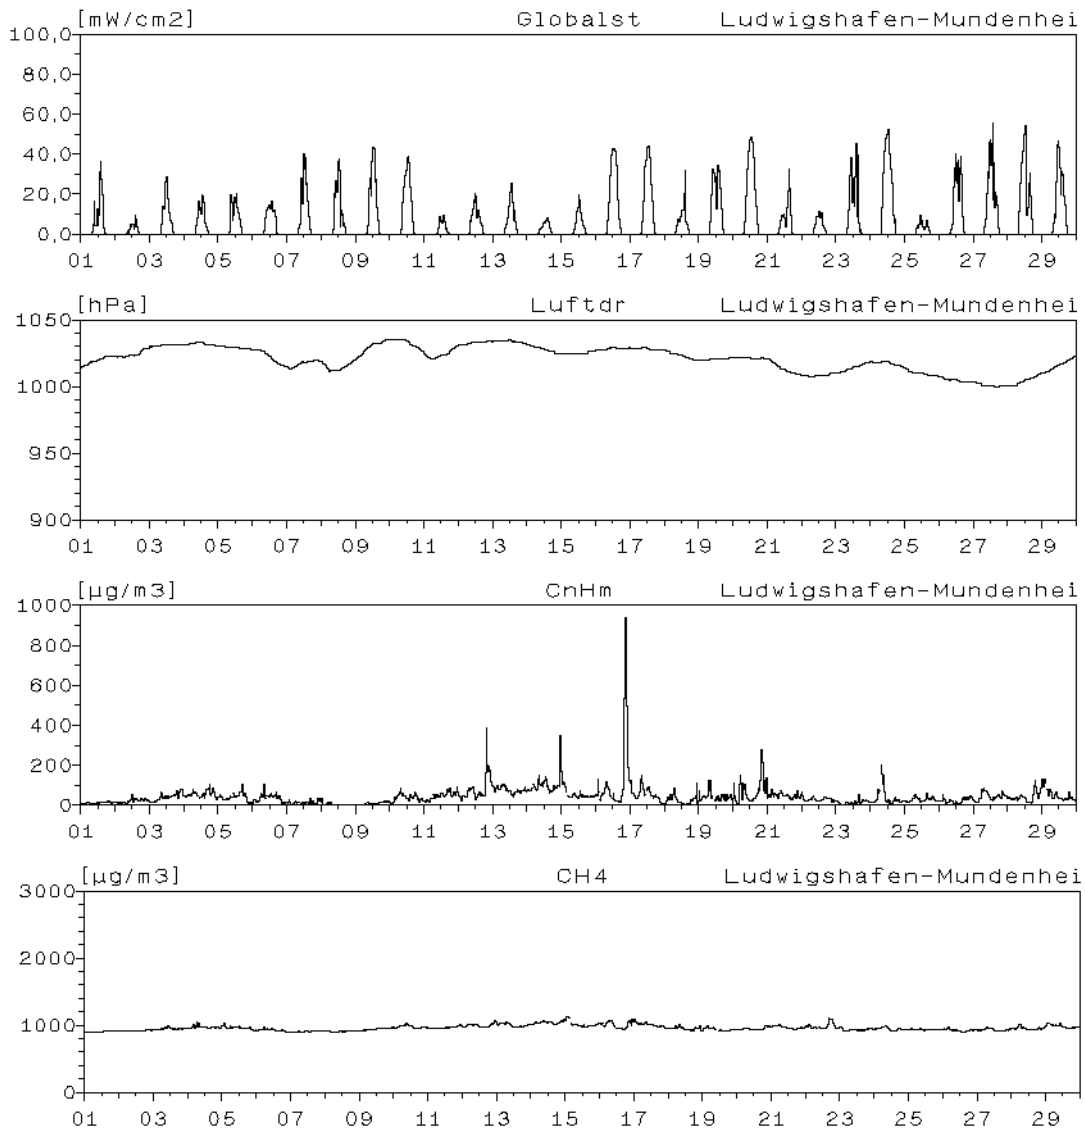 [mW/cm2] Globalst Ludwigshafen-Mundenhei
100,0
80,0
60,0
40,0
20,0
0,0
01 03 05 07 09 11 13 15 17 19 21 23 25 27 29
[hPa] Luftdr Ludwigshafen-Mundenhei
1050
1000
950
900
01 03 05 07 09 11 13 15 17 19 21 23 25 27 29
[µg/m3] CnHm Ludwigshafen-Mundenhei
1000
800
600
400
200
0
01 03 05 07 09 11 13 15 17 19 21 23 25 27 29
[µg/m3] CH4 Ludwigshafen-Mundenhei
3000
2000
1000
0
01 03 05 07 09 11 13 15 17 19 21 23 25 27 29